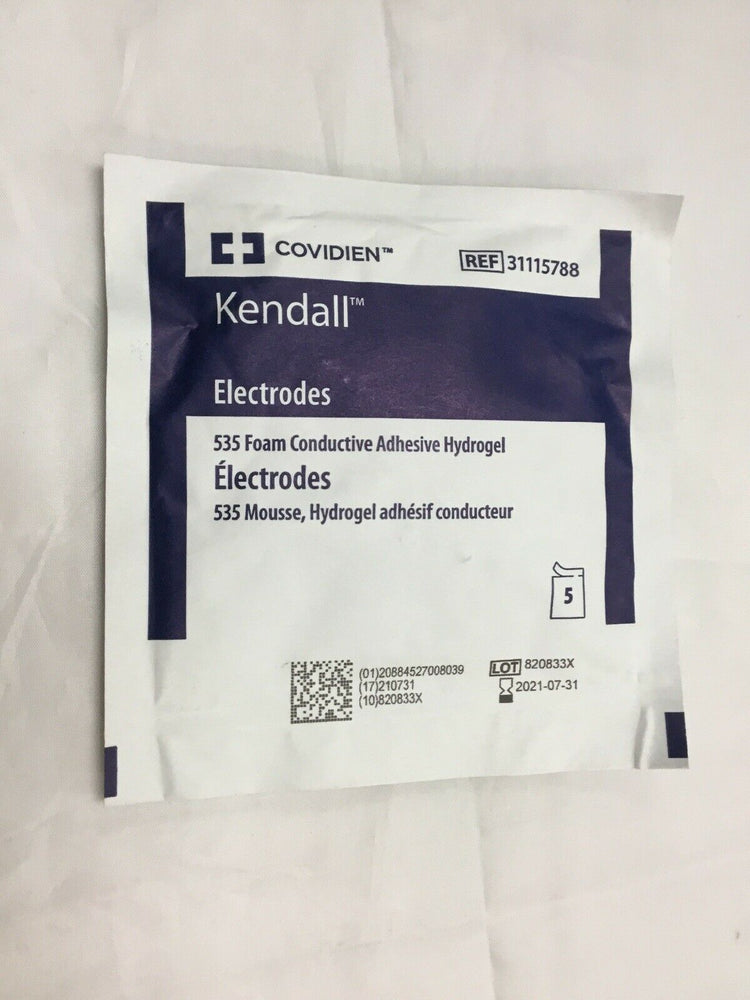 COVIDIEN™
REF 31115788
Kendall™
Electrodes
535 Foam Conductive Adhesive Hydrogel
Électrodes
535 Mousse, Hydrogel adhésif conducteur
5
(01)20884527008039
(17)210731
(10)820833X
LOT 820833X
2021-07-31